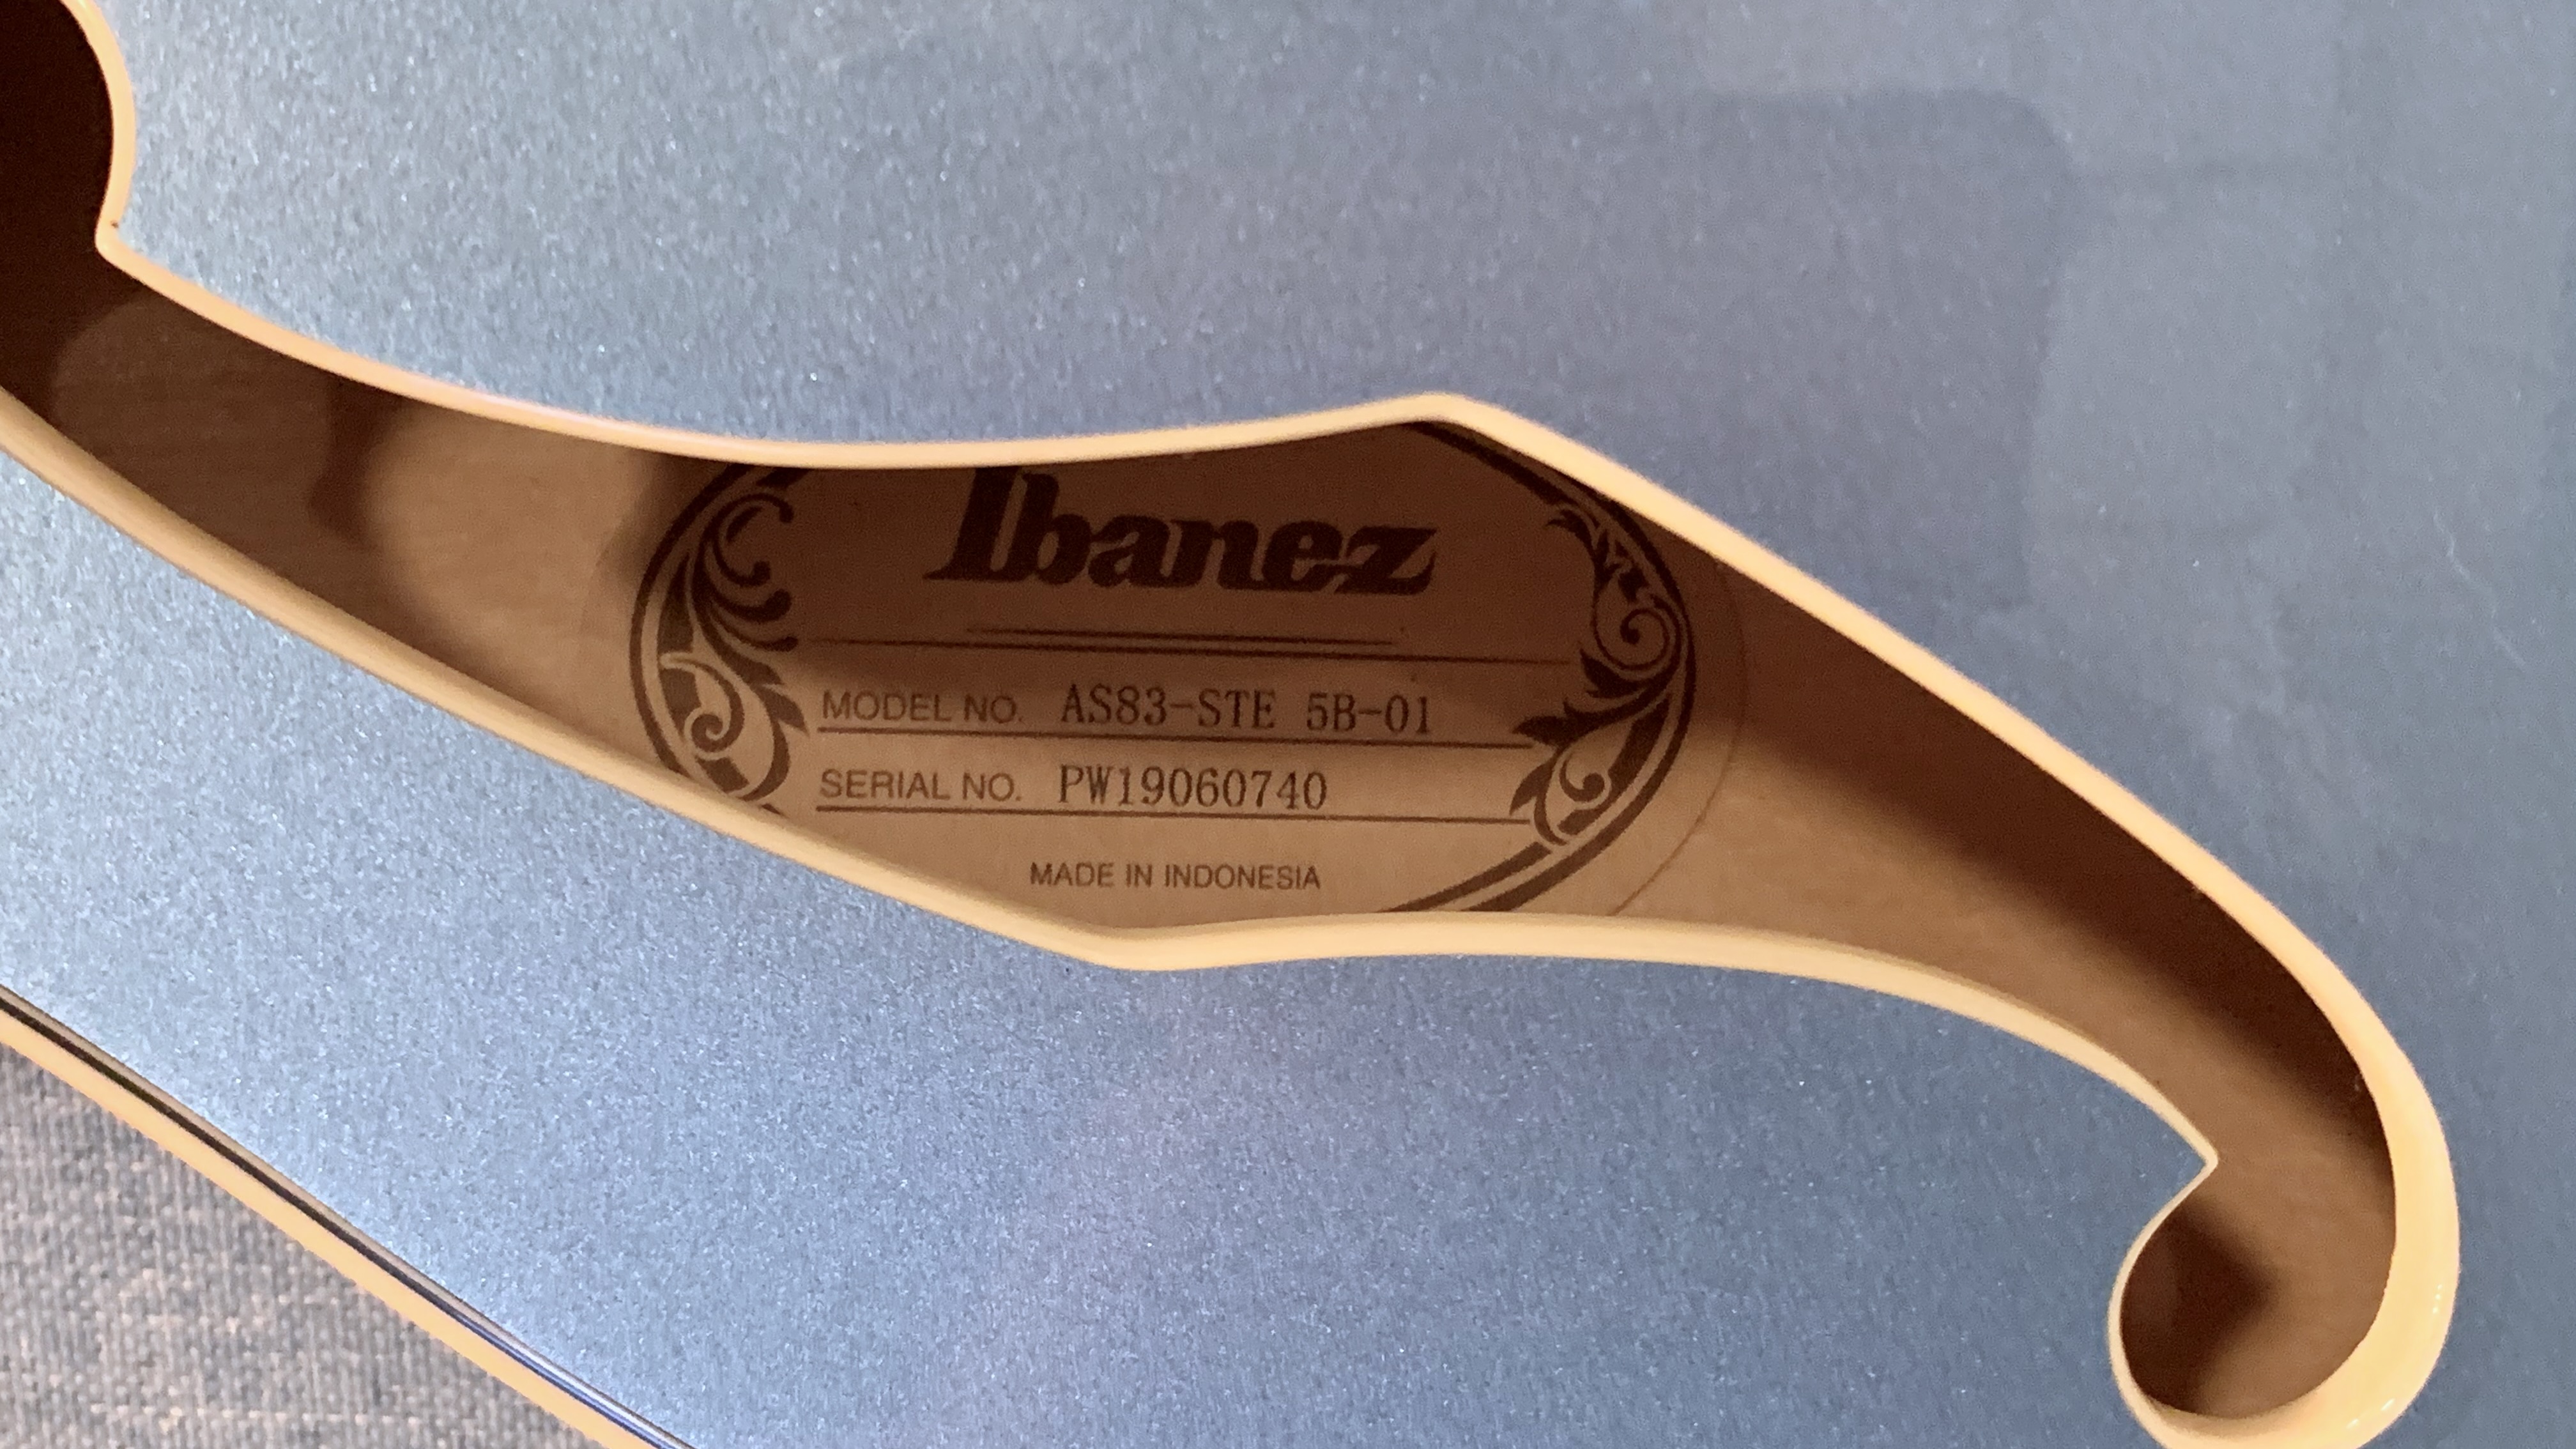 Ibanez
MODEL NO. AS83-STE 5B-01
SERIAL NO. PW19060740
MADE IN INDONESIA